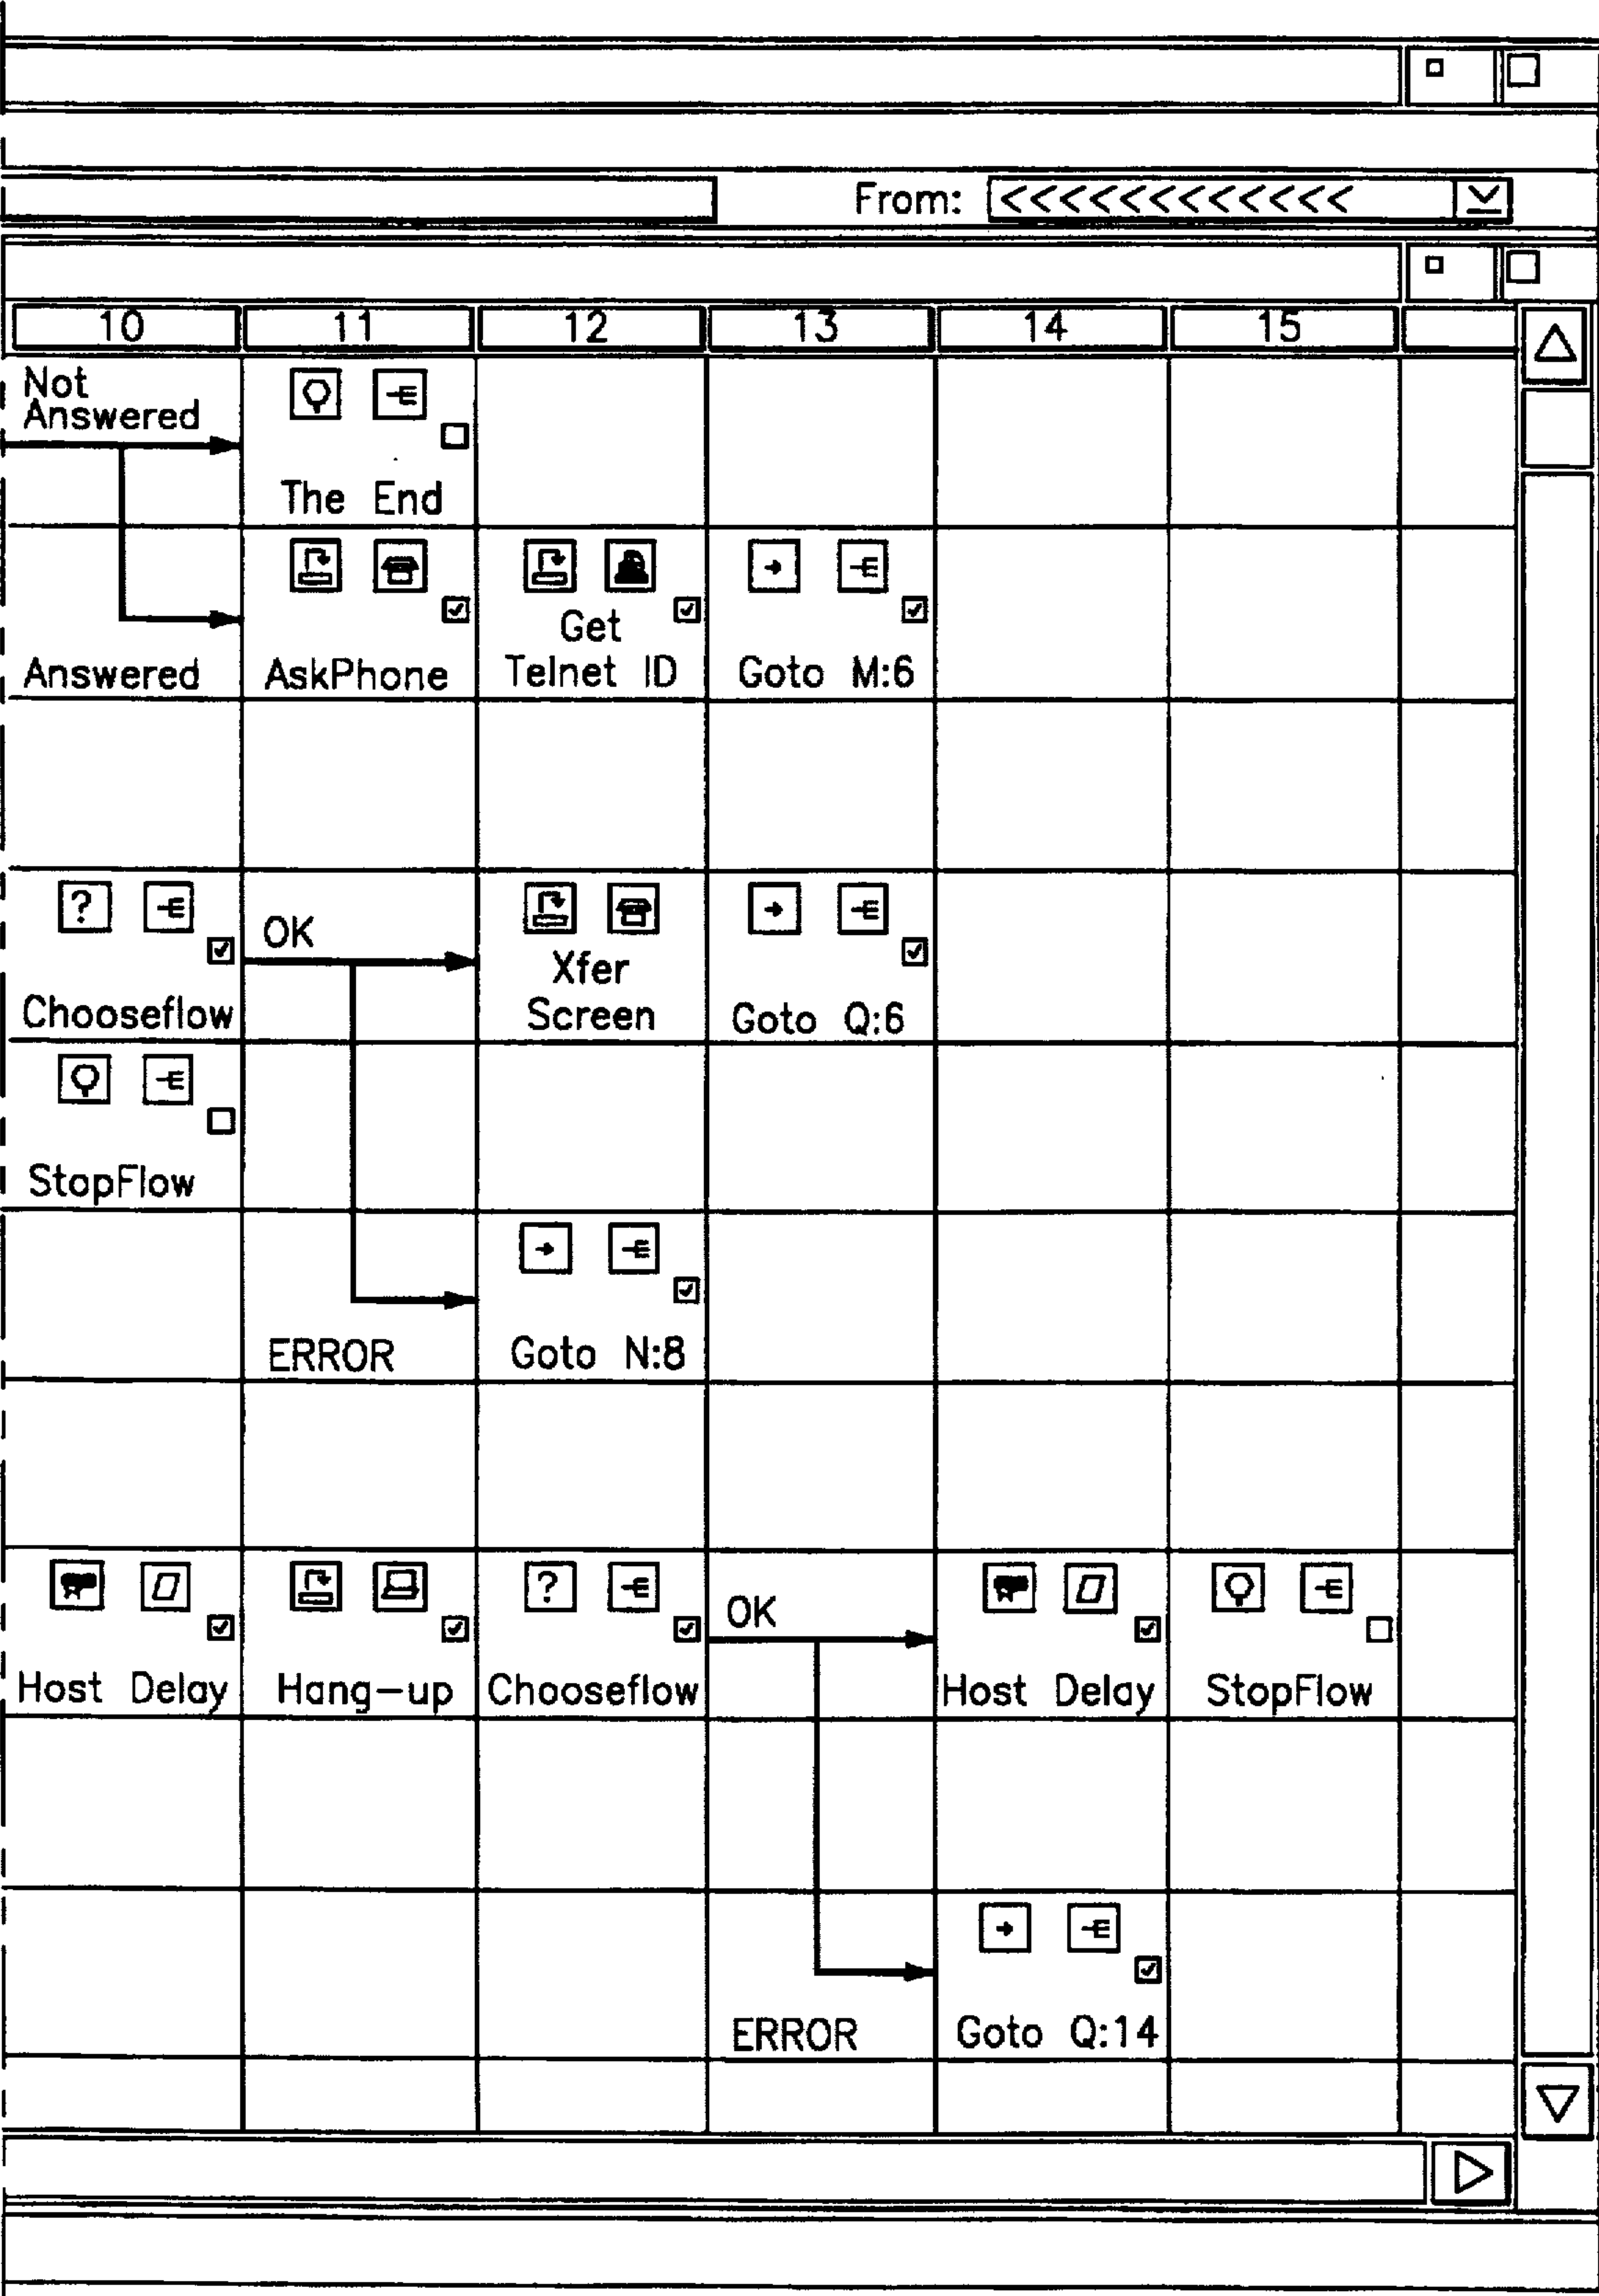 From: <<<<<<<<<<<<
10 11 12 13 14 15
Not
Answered
The End
Answered
AskPhone
Get
Telnet ID
Goto M:6
?
Chooseflow
OK
Xfer
Screen
Goto Q:6
StopFlow
ERROR
Goto N:8
Host Delay
Hang-up
?
Chooseflow
OK
Host Delay
StopFlow
ERROR
Goto Q:14